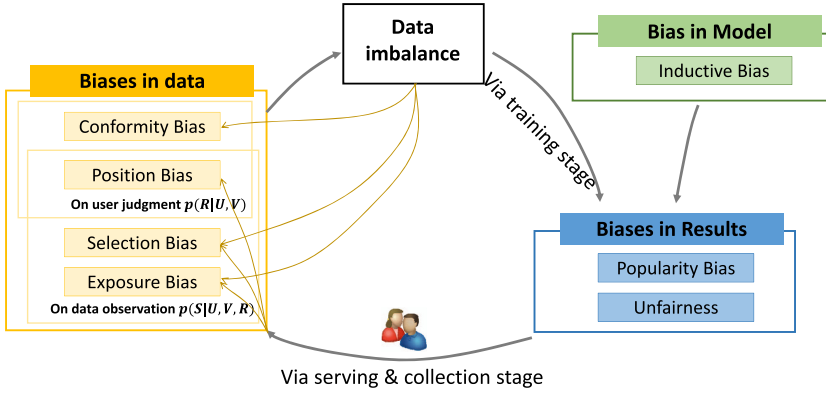 Data
imbalance
Bias in Model
Inductive Bias
Biases in data
Conformity Bias
Position Bias
On user judgment p(R|U,V)
Selection Bias
Exposure Bias
On data observation p(S|U,V,R)
Via training stage
Biases in Results
Popularity Bias
Unfairness
Via serving & collection stage